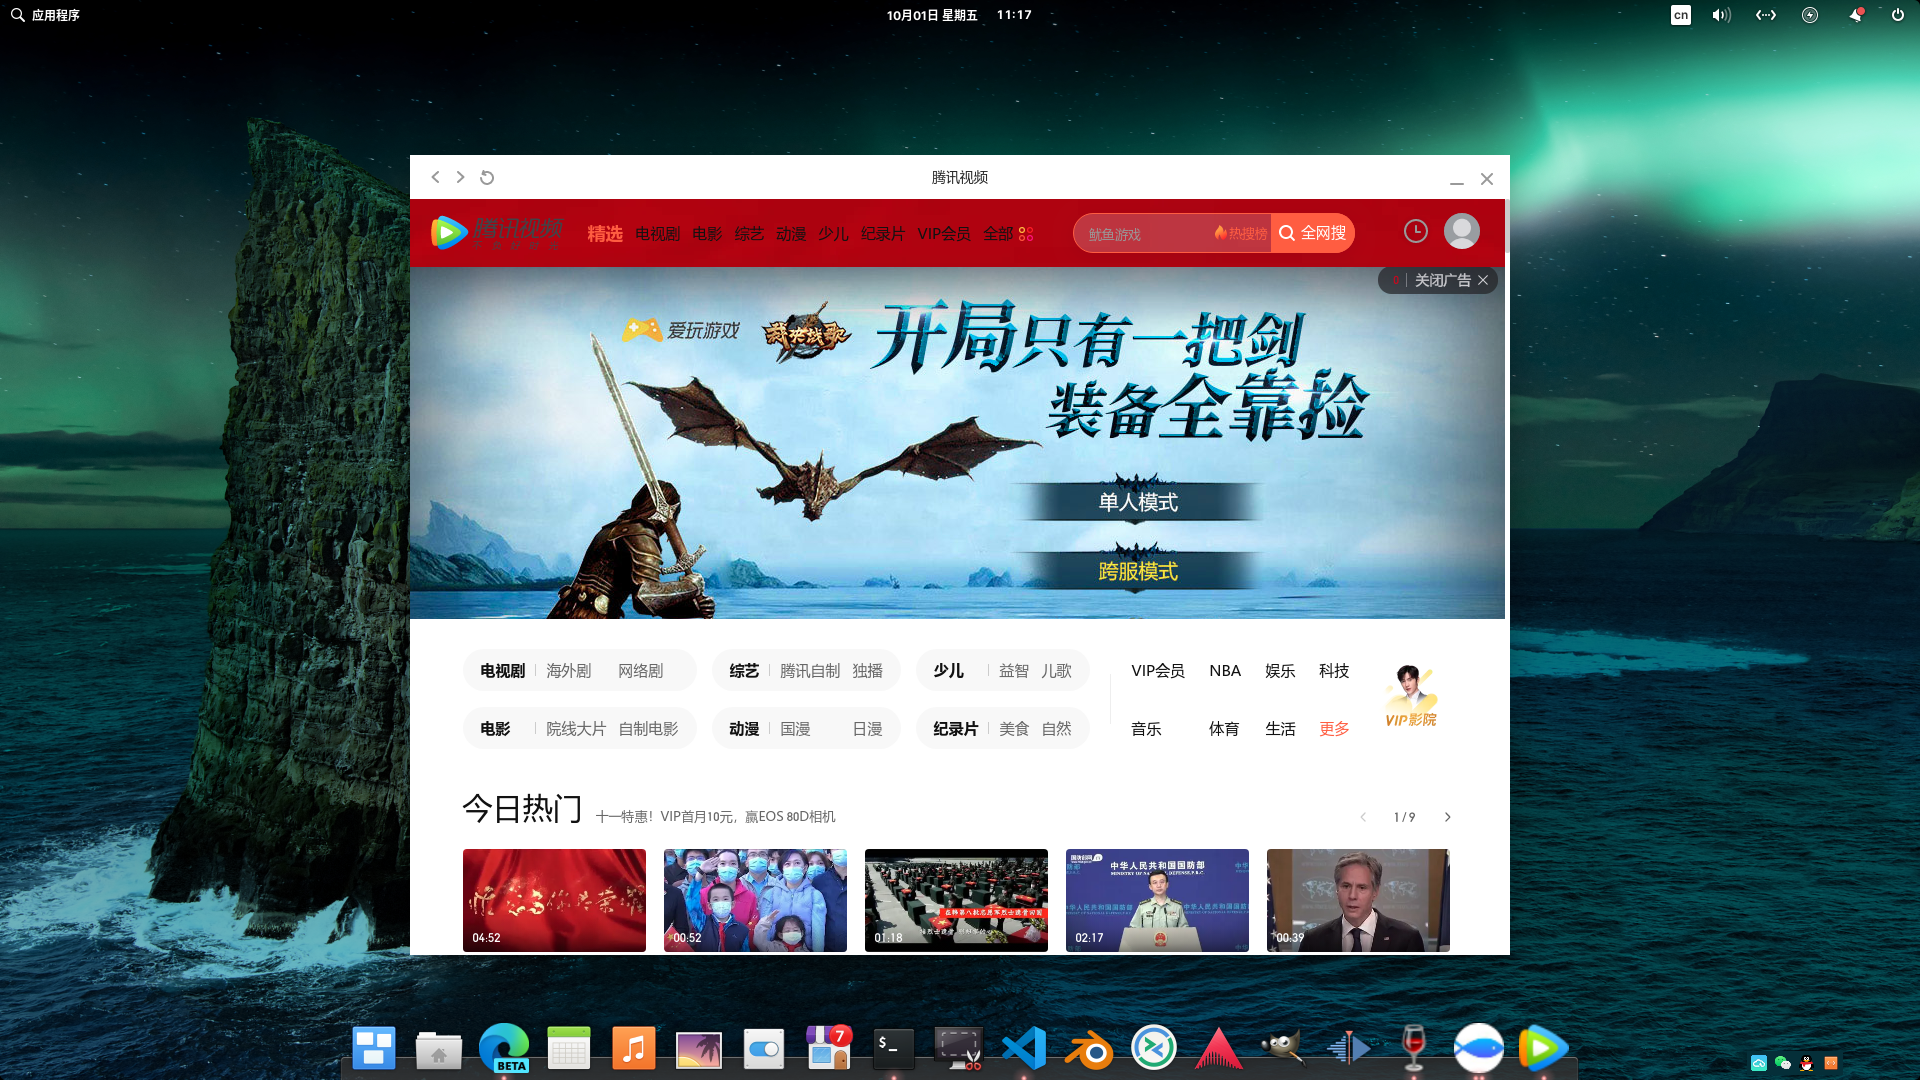 应用程序
10月01日 星期五 11:17
cn
腾讯视频
腾讯视频
精选 电视剧 电影 综艺 动漫 少儿 纪录片 VIP会员 全部
鱿鱼游戏 热搜榜 全网搜
关闭广告
爱玩游戏
开局只有一把剑
装备全靠捡
单人模式
跨服模式
电视剧 海外剧 网络剧 综艺 腾讯自制 独播 少儿 益智 儿歌 VIP会员 NBA 娱乐 科技
电影 院线大片 自制电影 动漫 国漫 日漫 纪录片 美食 自然 音乐 体育 生活 更多
VIP影院
今日热门 十一特惠！VIP首月10元，赢EOS 80D相机 1 / 9
04:52
00:52
01:18
中华人民共和国国防部
MINISTRY OF NATIONAL DEFENSE,P.R.C
02:17
00:39
BETA
7
$_